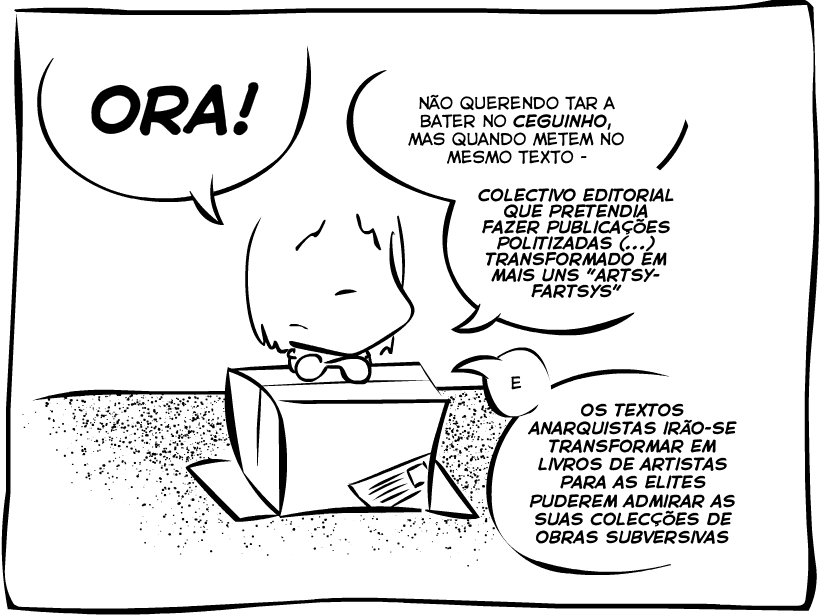 ORA!
NÃO QUERENDO TAR A
BATER NO CEGUINHO,
MAS QUANDO METEM NO
MESMO TEXTO -
COLECTIVO EDITORIAL
QUE PRETENDIA
FAZER PUBLICAÇÕES
POLITIZADAS (...)
TRANSFORMADO EM
MAIS UNS "ARTSY-
FARTSYS"
E
OS TEXTOS
ANARQUISTAS IRÃO-SE
TRANSFORMAR EM
LIVROS DE ARTISTAS
PARA AS ELITES
PUDEREM ADMIRAR AS
SUAS COLECÇÕES DE
OBRAS SUBVERSIVAS